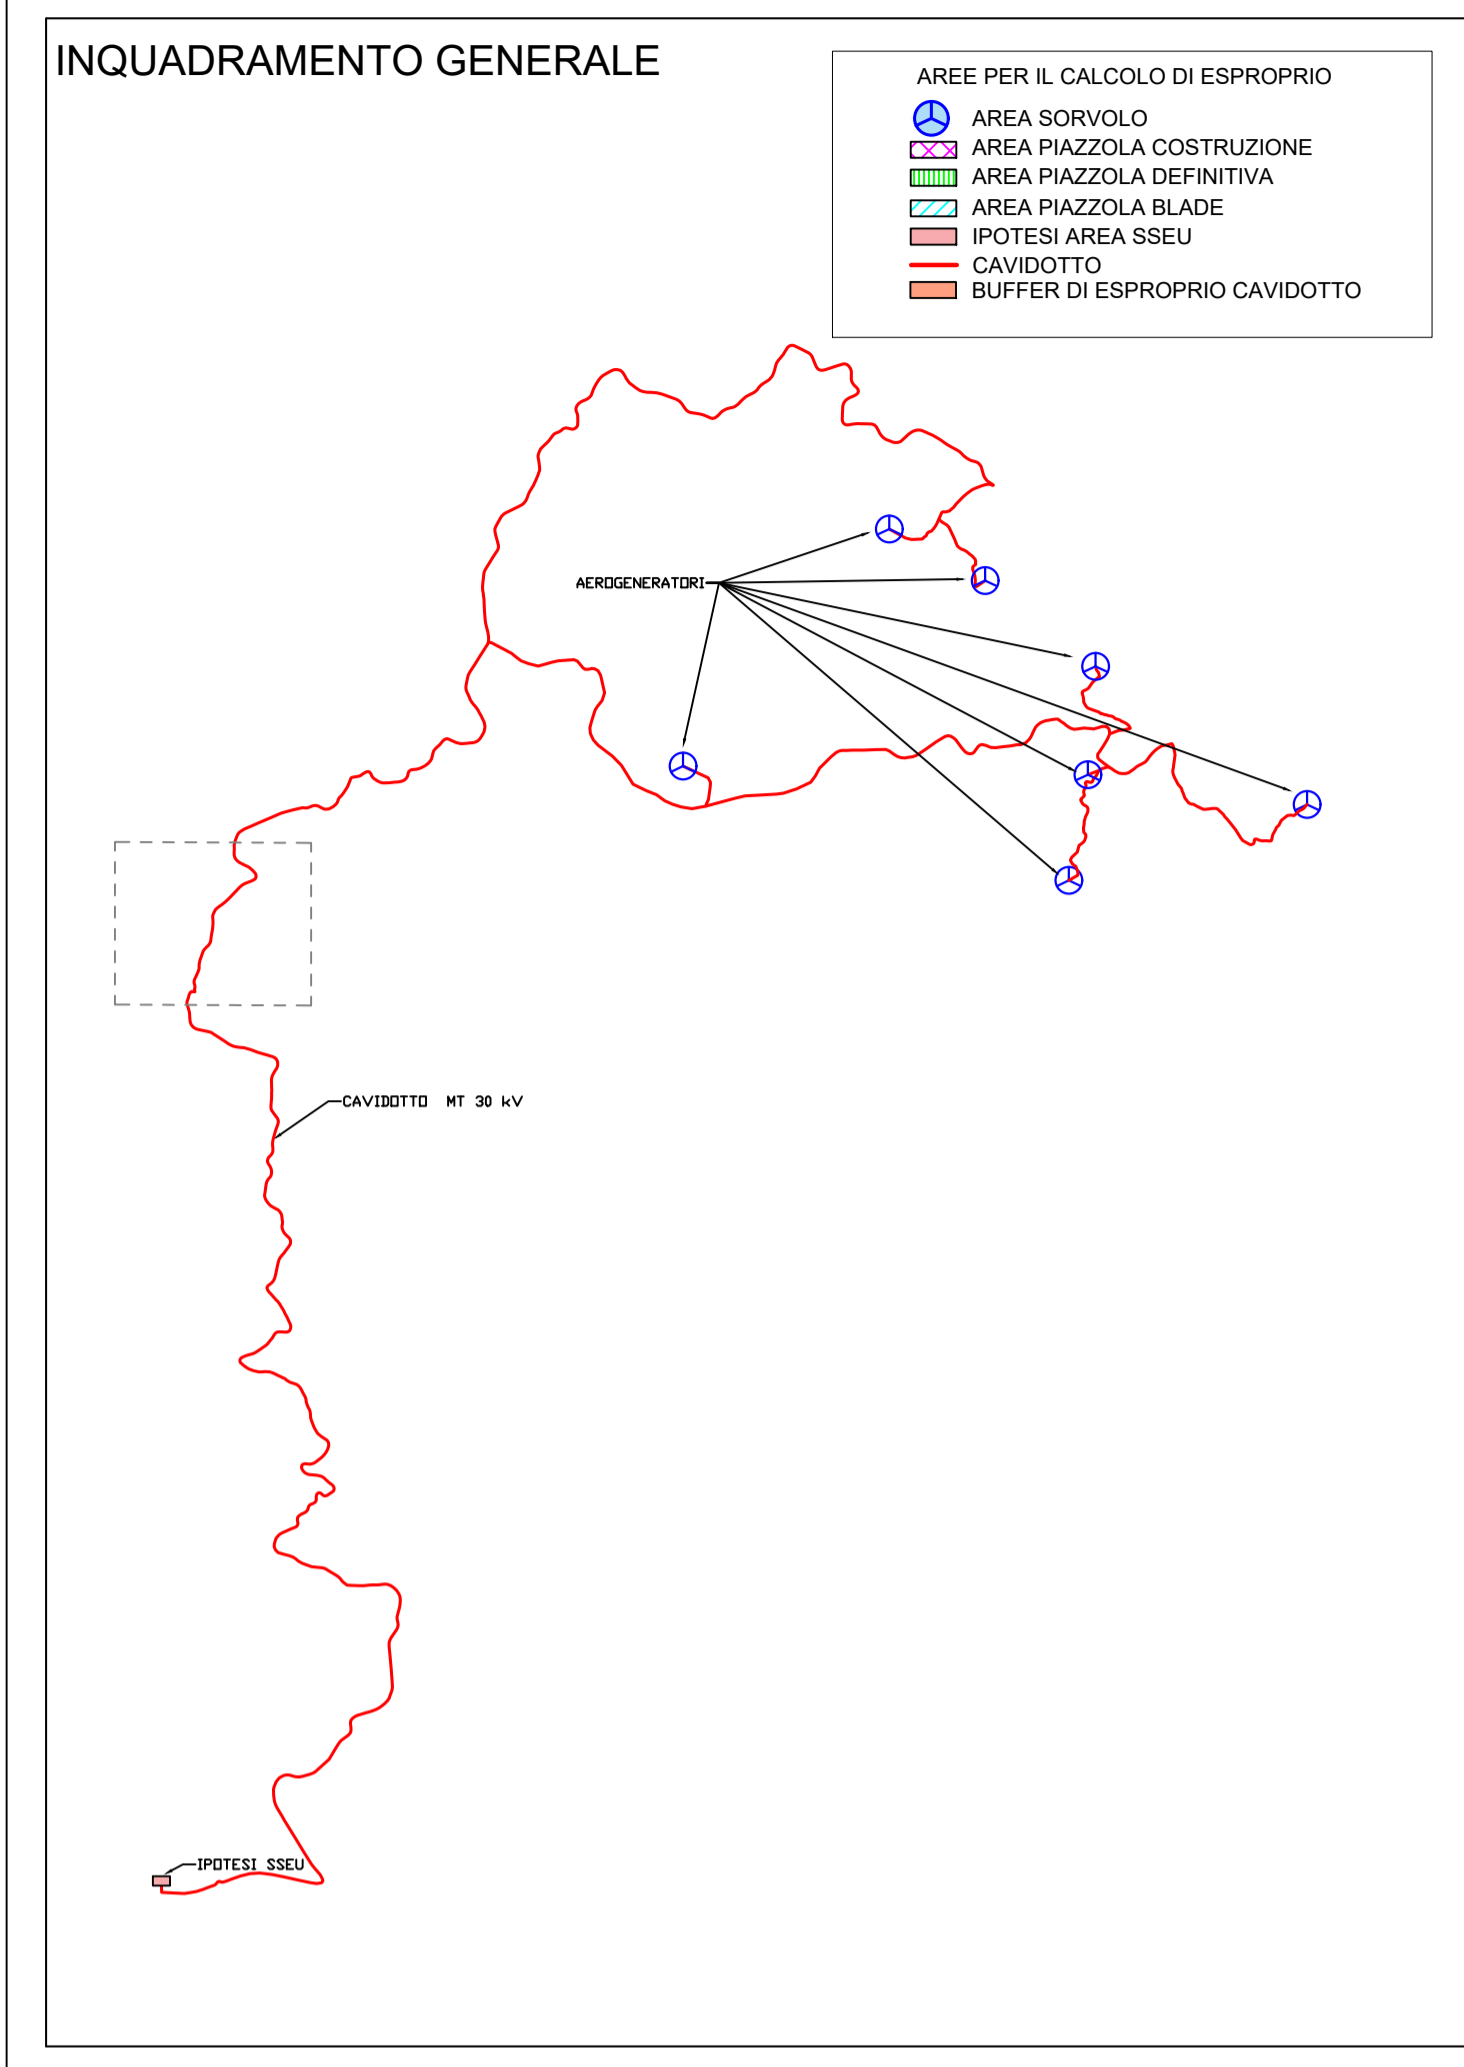 INQUADRAMENTO GENERALE
AREE PER IL CALCOLO DI ESPROPRIO
AREA SORVOLO
AREA PIAZZOLA COSTRUZIONE
AREA PIAZZOLA DEFINITIVA
AREA PIAZZOLA BLADE
IPOTESI AREA SSEU
CAVIDOTTO
BUFFER DI ESPROPRIO CAVIDOTTO
AEROGENERATORI
CAVIDOTTO MT 30 kV
IPOTESI SSEU